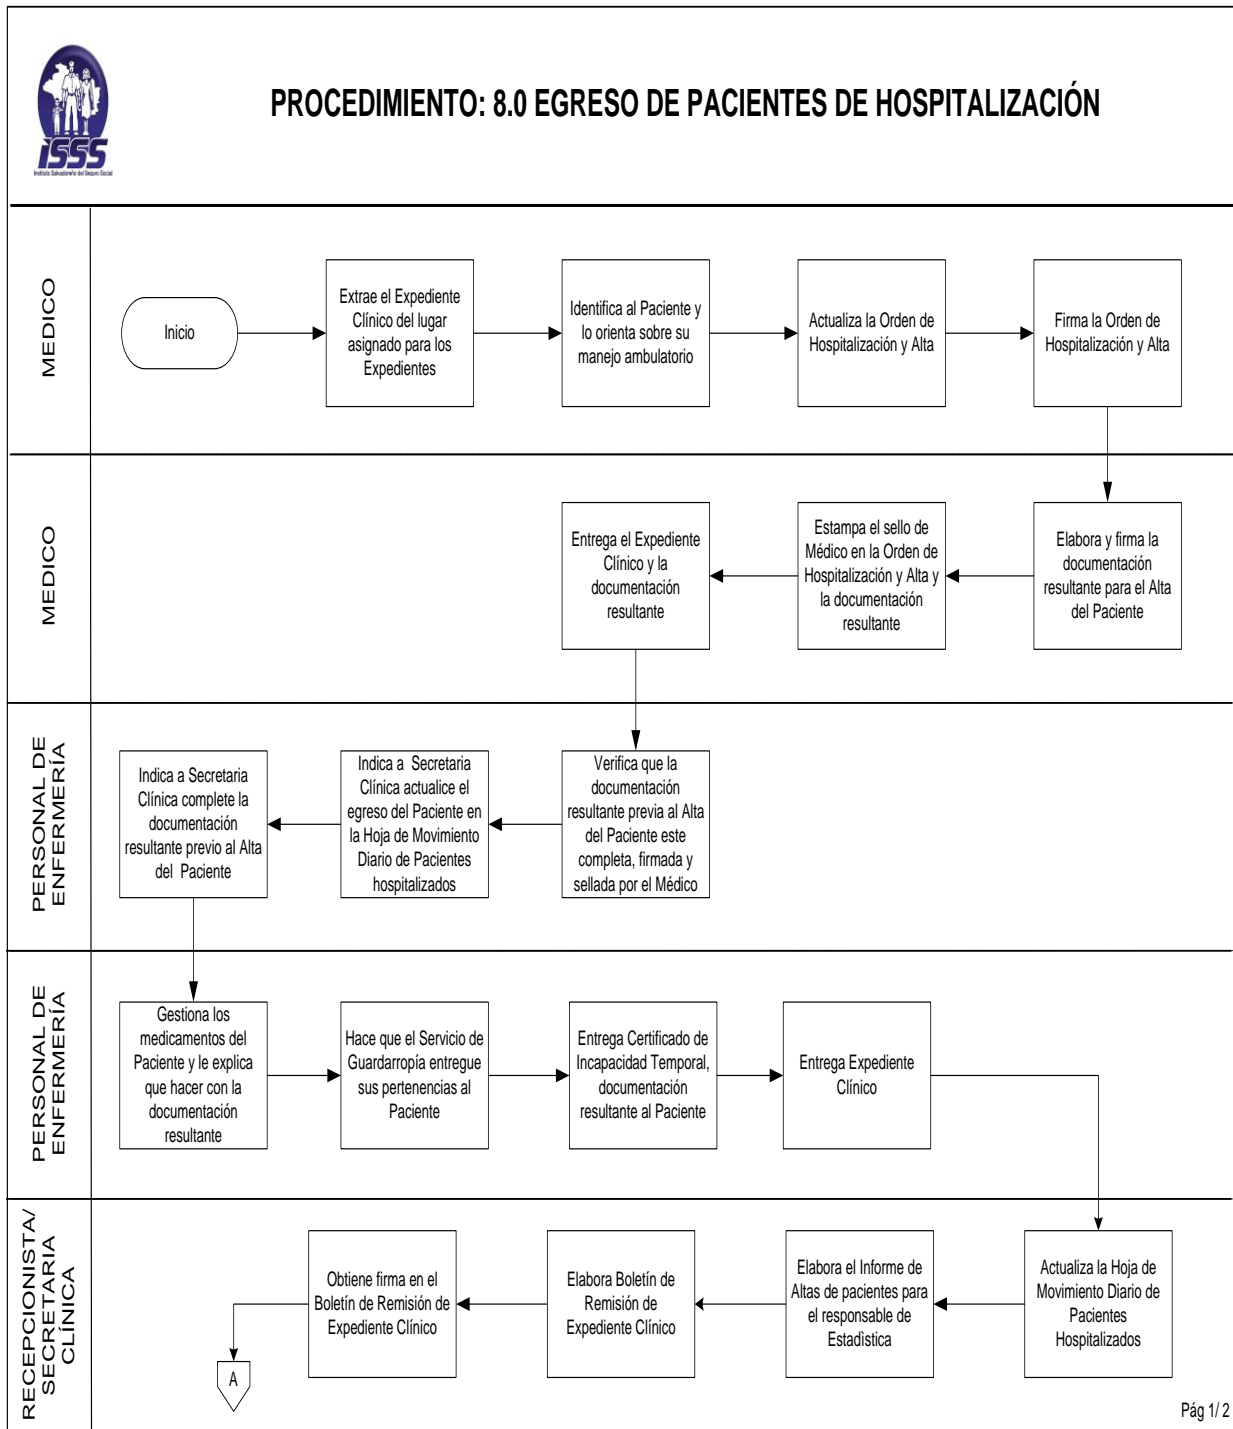 ISSS
Instituto Salvadoreño del Seguro Social
PROCEDIMIENTO: 8.0 EGRESO DE PACIENTES DE HOSPITALIZACIÓN
MEDICO
Inicio
Extrae el Expediente
Clínico del lugar
asignado para los
Expedientes
Identifica al Paciente y
lo orienta sobre su
manejo ambulatorio
Actualiza la Orden de
Hospitalización y Alta
Firma la Orden de
Hospitalización y Alta
MEDICO
Entrega el Expediente
Clínico y la
documentación
resultante
Estampa el sello de
Médico en la Orden de
Hospitalización y Alta y
la documentación
resultante
Elabora y firma la
documentación
resultante para el Alta
del Paciente
PERSONAL DE
ENFERMERÍA
Indica a Secretaria
Clínica complete la
documentación
resultante previo al Alta
del Paciente
Indica a Secretaria
Clínica actualice el
egreso del Paciente en
la Hoja de Movimiento
Diario de Pacientes
hospitalizados
Verifica que la
documentación
resultante previa al Alta
del Paciente este
completa, firmada y
sellada por el Médico
PERSONAL DE
ENFERMERÍA
Gestiona los
medicamentos del
Paciente y le explica
que hacer con la
documentación
resultante
Hace que el Servicio de
Guardarropía entregue
sus pertenencias al
Paciente
Entrega Certificado de
Incapacidad Temporal,
documentación
resultante al Paciente
Entrega Expediente
Clínico
RECEPCIONISTA/
SECRETARIA
CLÍNICA
A
Obtiene firma en el
Boletín de Remisión de
Expediente Clínico
Elabora Boletín de
Remisión de
Expediente Clínico
Elabora el Informe de
Altas de pacientes para
el responsable de
Estadìstica
Actualiza la Hoja de
Movimiento Diario de
Pacientes
Hospitalizados
Pág 1/ 2